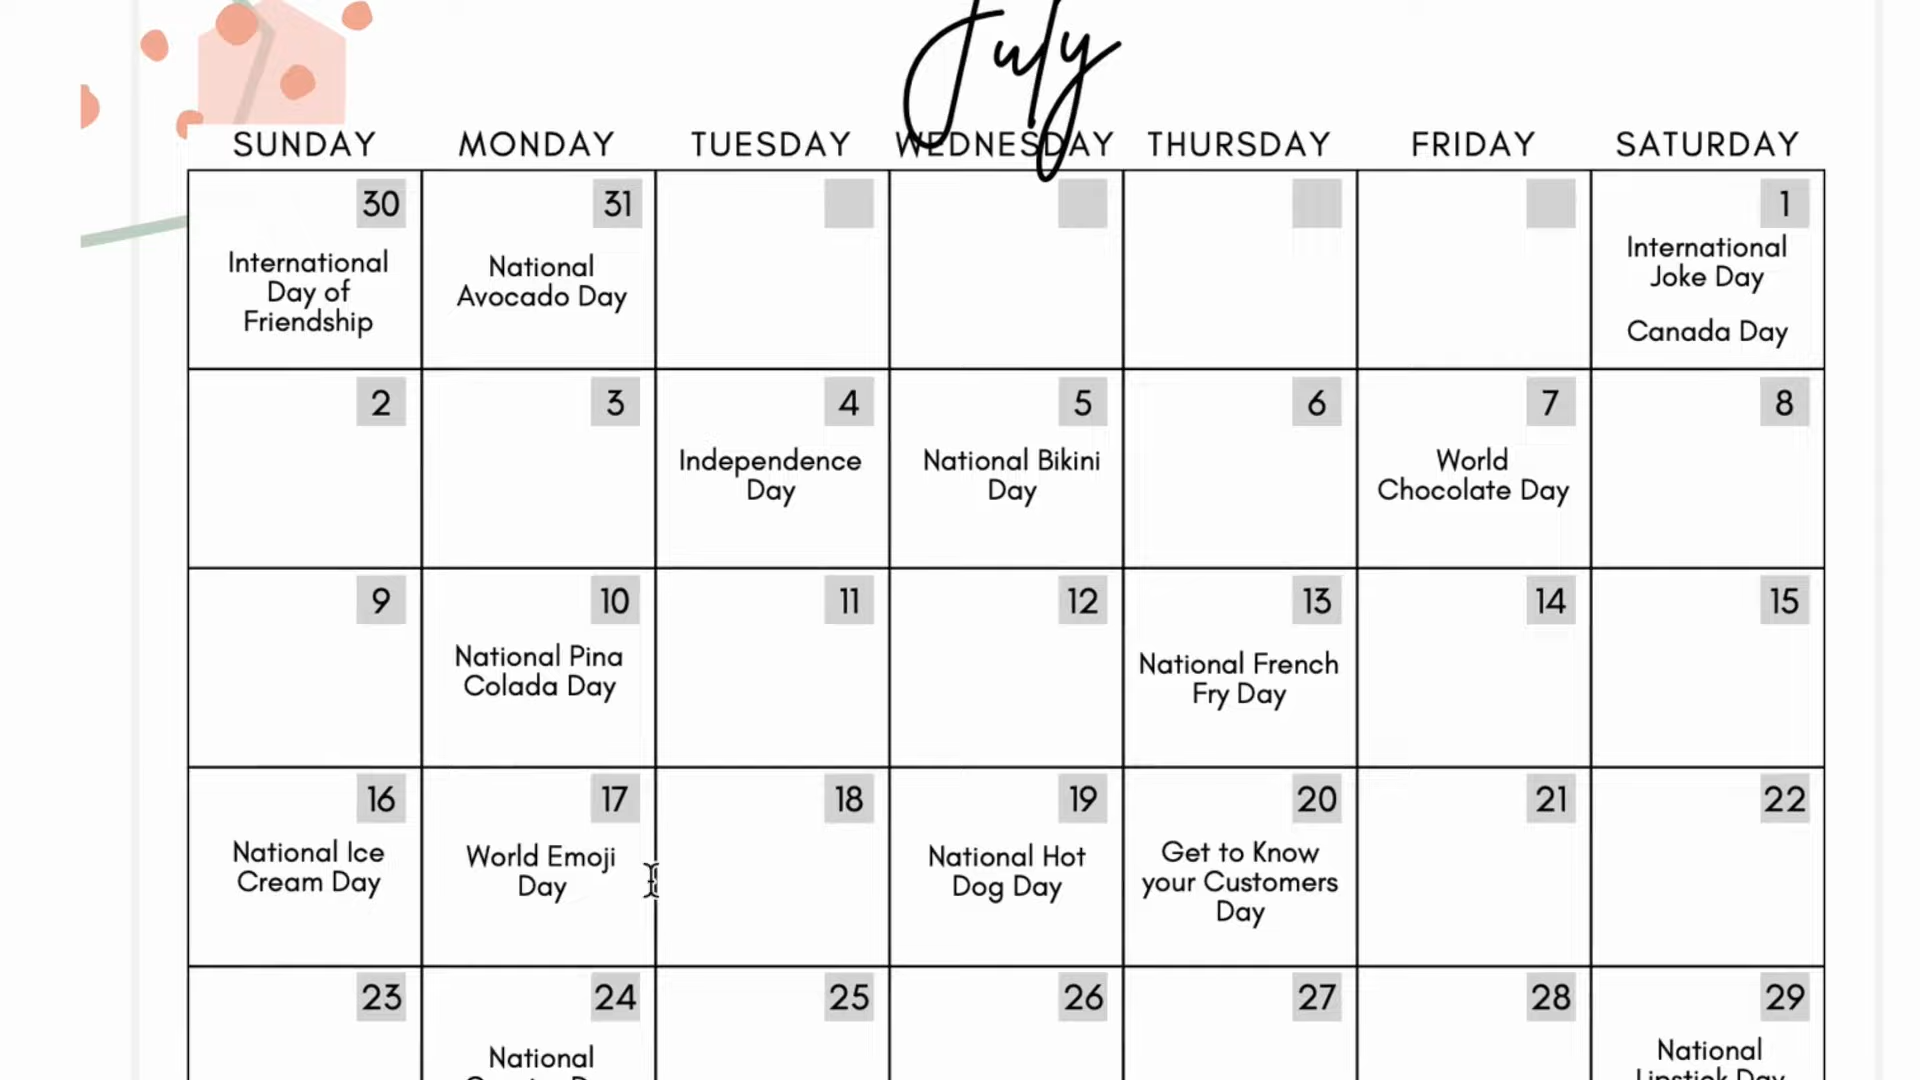 July
SUNDAY MONDAY TUESDAY WEDNESDAY THURSDAY FRIDAY SATURDAY
30
International
Day of
Friendship
31
National
Avocado Day
1
International
Joke Day
Canada Day
2
3
4
Independence
Day
5
National Bikini
Day
6
7
World
Chocolate Day
8
9
10
National Pina
Colada Day
11
12
13
National French
Fry Day
14
15
16
National Ice
Cream Day
17
World Emoji
Day
18
19
National Hot
Dog Day
20
Get to Know
your Customers
Day
21
22
23
24
National
25
26
27
28
29
National
Lipstick Day